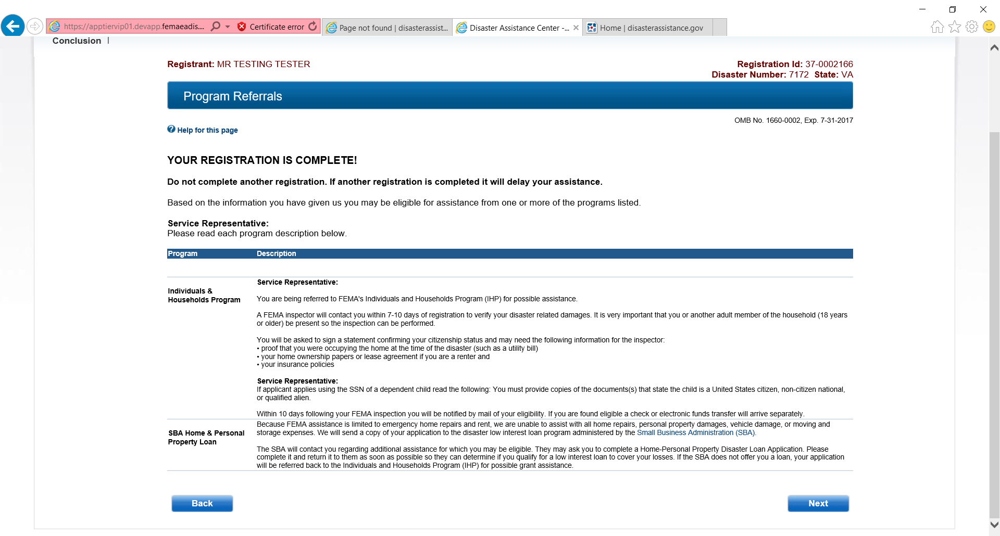 https://apptiervip01.devapp.femaeadis.... Certificate error Page not found | disasterassist... Disaster Assistance Center -... Home | disasterassistance.gov
Conclusion |
Registrant: MR TESTING TESTER
Registration Id: 37-0002166
Disaster Number: 7172 State: VA
Program Referrals
OMB No. 1660-0002, Exp. 7-31-2017
Help for this page
YOUR REGISTRATION IS COMPLETE!
Do not complete another registration. If another registration is completed it will delay your assistance.
Based on the information you have given us you may be eligible for assistance from one or more of the programs listed.
Service Representative:
Please read each program description below.
Program Description
Individuals &
Households Program
Service Representative:
You are being referred to FEMA's Individuals and Households Program (IHP) for possible assistance.
A FEMA inspector will contact you within 7-10 days of registration to verify your disaster related damages. It is very important that you or another adult member of the household (18 years
or older) be present so the inspection can be performed.
You will be asked to sign a statement confirming your citizenship status and may need the following information for the inspector:
• proof that you were occupying the home at the time of the disaster (such as a utility bill)
• your home ownership papers or lease agreement if you are a renter and
• your insurance policies
Service Representative:
If applicant applies using the SSN of a dependent child read the following: You must provide copies of the documents(s) that state the child is a United States citizen, non-citizen national,
or qualified alien.
Within 10 days following your FEMA inspection you will be notified by mail of your eligibility. If you are found eligible a check or electronic funds transfer will arrive separately.
SBA Home & Personal
Property Loan
Because FEMA assistance is limited to emergency home repairs and rent, we are unable to assist with all home repairs, personal property damages, vehicle damage, or moving and
storage expenses. We will send a copy of your application to the disaster low interest loan program administered by the Small Business Administration (SBA).
The SBA will contact you regarding additional assistance for which you may be eligible. They may ask you to complete a Home-Personal Property Disaster Loan Application. Please
complete it and return it to them as soon as possible so they can determine if you qualify for a low interest loan to cover your losses. If the SBA does not offer you a loan, your application
will be referred back to the Individuals and Households Program (IHP) for possible grant assistance.
Back Next